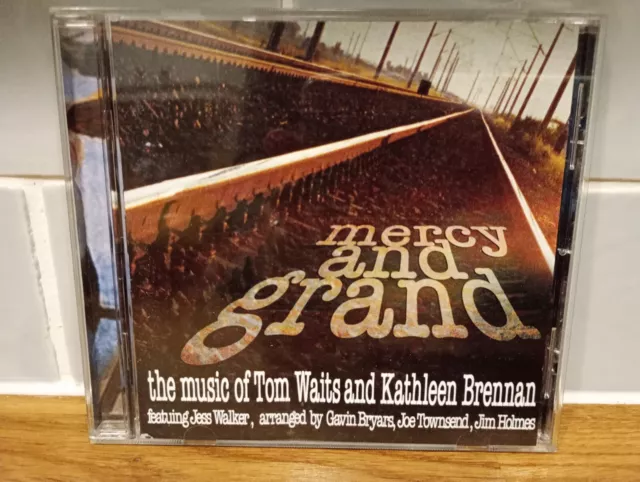 mercy
and
grand
the music of Tom Waits and Kathleen Brennan
featuing Jess Walker, arranged by Gavin Bryars, Joe Townsend, Jim Holmes